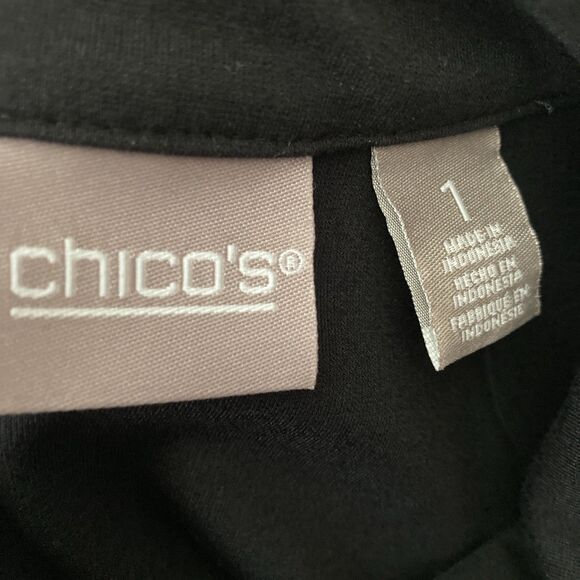 chico's®
1
MADE IN
INDONESIA
HECHO EN
INDONESIA
FABRIQUÉ EN
INDONÉSIE